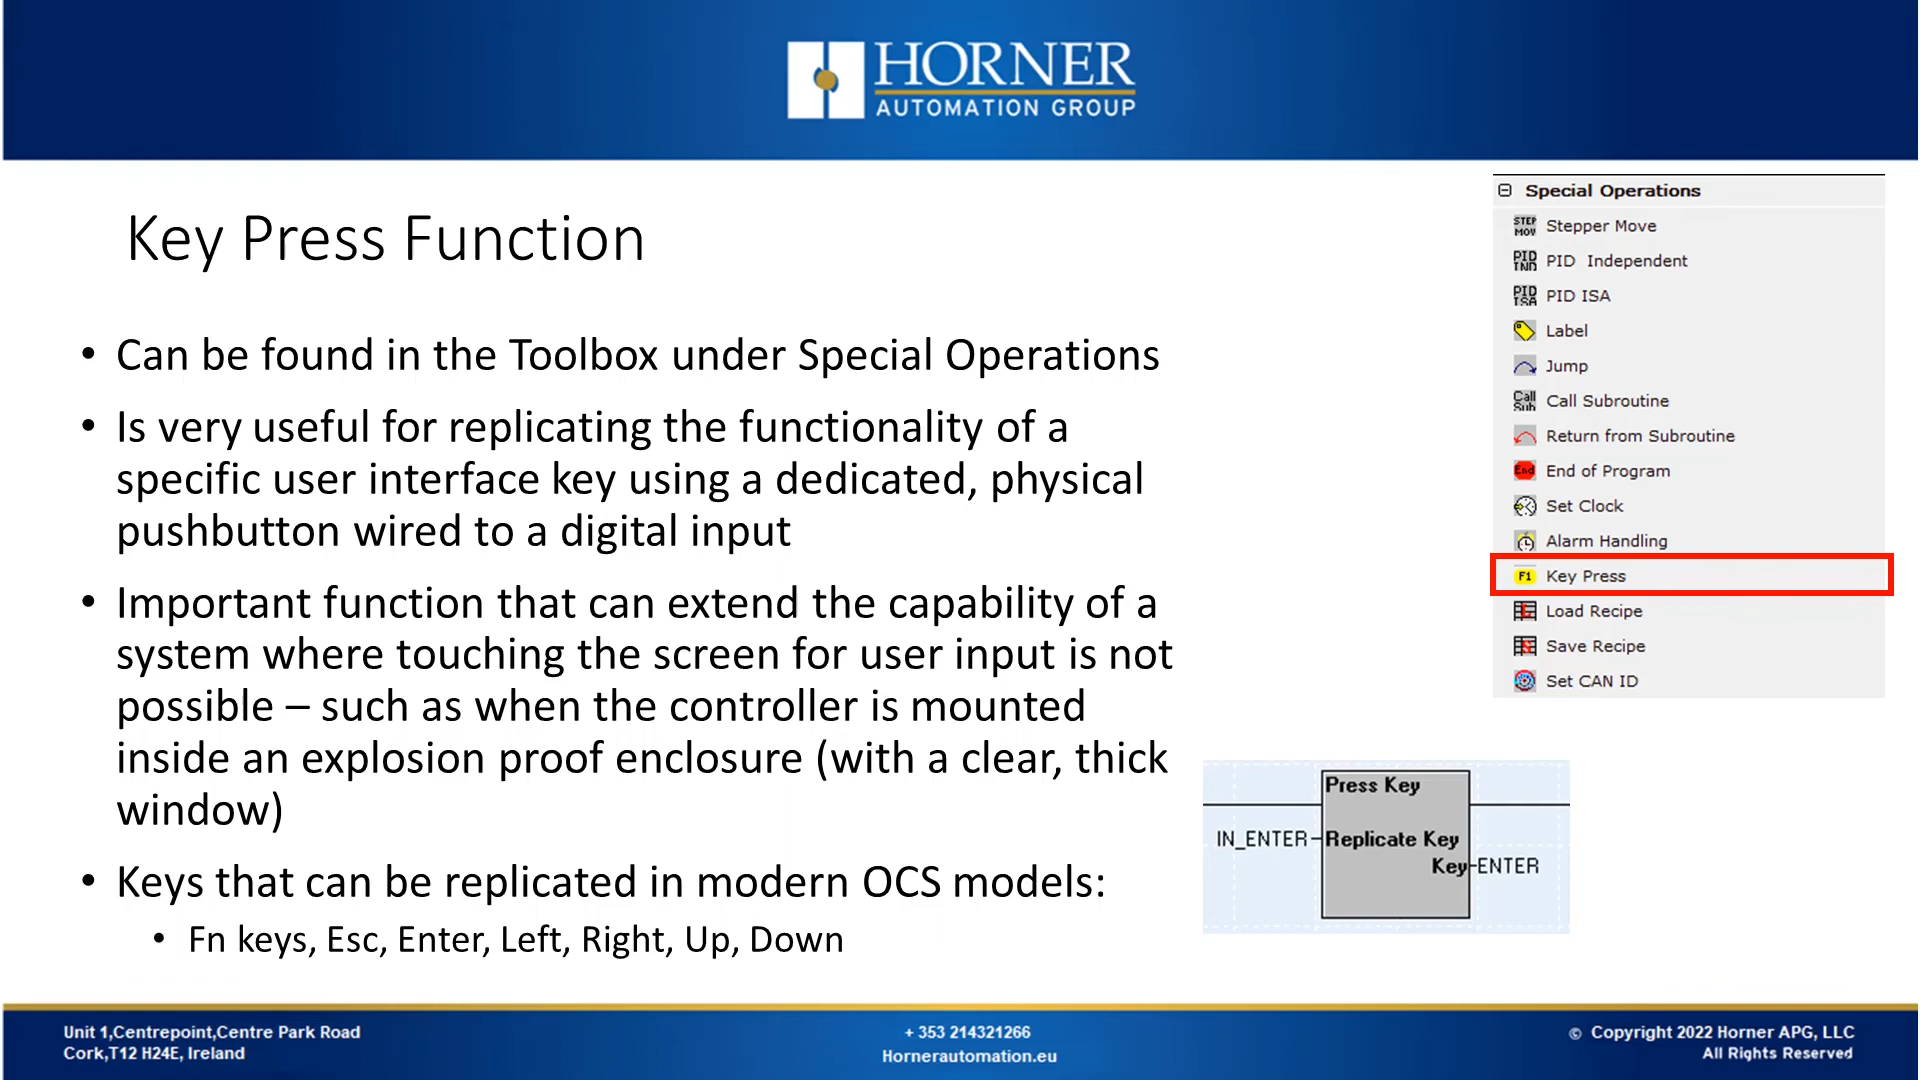 HORNER
AUTOMATION GROUP
Key Press Function
• Can be found in the Toolbox under Special Operations
• Is very useful for replicating the functionality of a
specific user interface key using a dedicated, physical
pushbutton wired to a digital input
• Important function that can extend the capability of a
system where touching the screen for user input is not
possible – such as when the controller is mounted
inside an explosion proof enclosure (with a clear, thick
window)
• Keys that can be replicated in modern OCS models:
• Fn keys, Esc, Enter, Left, Right, Up, Down
Special Operations
STEP MOV Stepper Move
PID IND PID Independent
PID ISA PID ISA
Label
Jump
Call Sub Call Subroutine
Return from Subroutine
End End of Program
Set Clock
Alarm Handling
F1 Key Press
Load Recipe
Save Recipe
Set CAN ID
Press Key
IN_ENTER Replicate Key
Key ENTER
Unit 1,Centrepoint,Centre Park Road
Cork,T12 H24E, Ireland
+ 353 214321266
Hornerautomation.eu
© Copyright 2022 Horner APG, LLC
All Rights Reserved